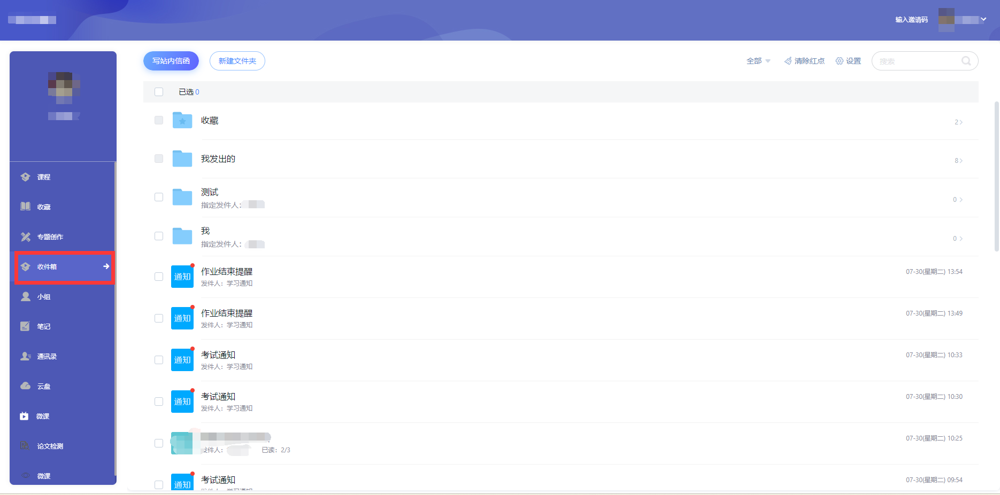 输入邀请码
写站内信函
新建文件夹
全部
清除红点
设置
搜索
已选 0
收藏
2
我发出的
8
测试
指定发件人：
0
我
指定发件人：
0
通知
作业结束提醒
发件人：学习通知
07-30(星期二) 13:54
通知
作业结束提醒
发件人：学习通知
07-30(星期二) 13:49
通知
考试通知
发件人：学习通知
07-30(星期二) 10:33
通知
考试通知
发件人：学习通知
07-30(星期二) 10:30
发件人：
已读：2/3
07-30(星期二) 10:25
通知
考试通知
发件人：学习通知
07-30(星期二) 09:54
课程
收藏
专题创作
收件箱
小组
笔记
通讯录
云盘
微课
论文检测
微课